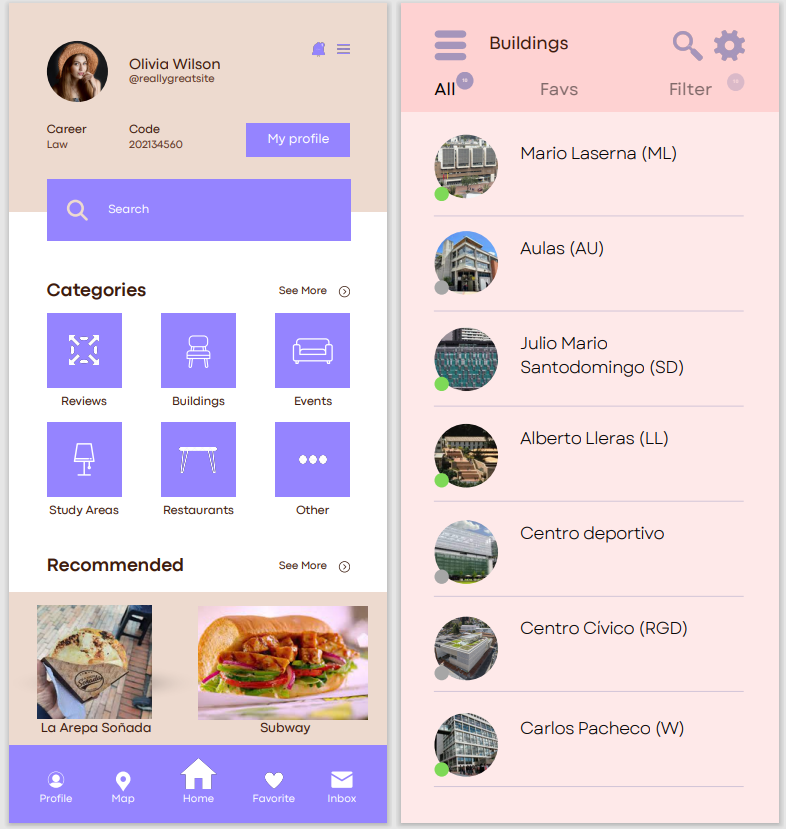 Olivia Wilson
@reallygreatsite
Career
Law
Code
202134560
My profile
Search
Categories
See More
Reviews
Buildings
Events
Study Areas
Restaurants
Other
Recommended
See More
La Arepa Soñada
Subway
Profile
Map
Home
Favorite
Inbox
Buildings
All
Favs
Filter
Mario Laserna (ML)
Aulas (AU)
Julio Mario
Santodomingo (SD)
Alberto Lleras (LL)
Centro deportivo
Centro Cívico (RGD)
Carlos Pacheco (W)